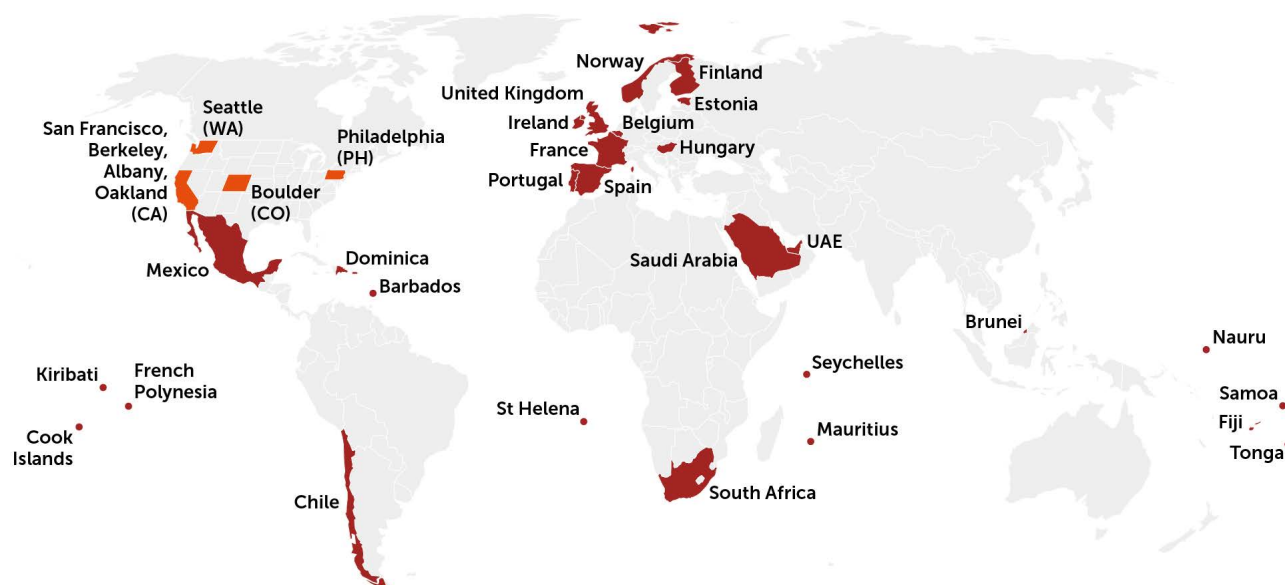 Norway
Finland
United Kingdom
Estonia
Seattle
(WA)
San Francisco,
Berkeley,
Albany,
Oakland
(CA)
Philadelphia
(PH)
Ireland
Belgium
France
Hungary
Portugal
Spain
Boulder
(CO)
UAE
Saudi Arabia
Mexico
Dominica
Barbados
Brunei
Nauru
Kiribati
French
Polynesia
Seychelles
Samoa
St Helena
Fiji
Mauritius
Cook
Islands
Tonga
Chile
South Africa